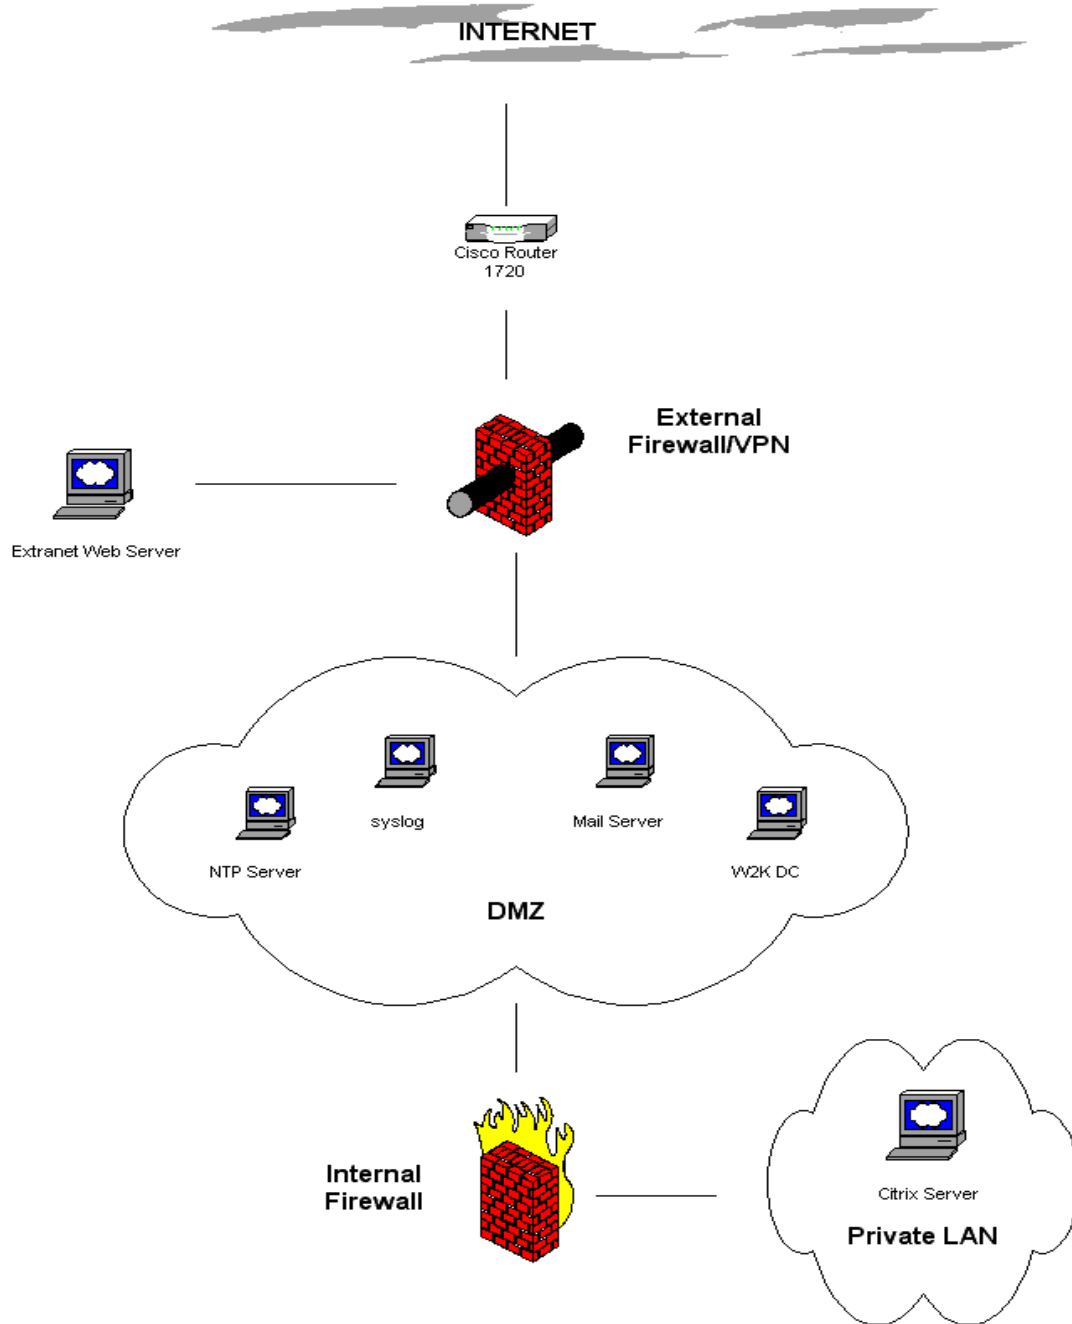 INTERNET
Cisco Router
1720
External
Firewall/VPN
Extranet Web Server
syslog
Mail Server
NTP Server
W2K DC
DMZ
Internal
Firewall
Citrix Server
Private LAN